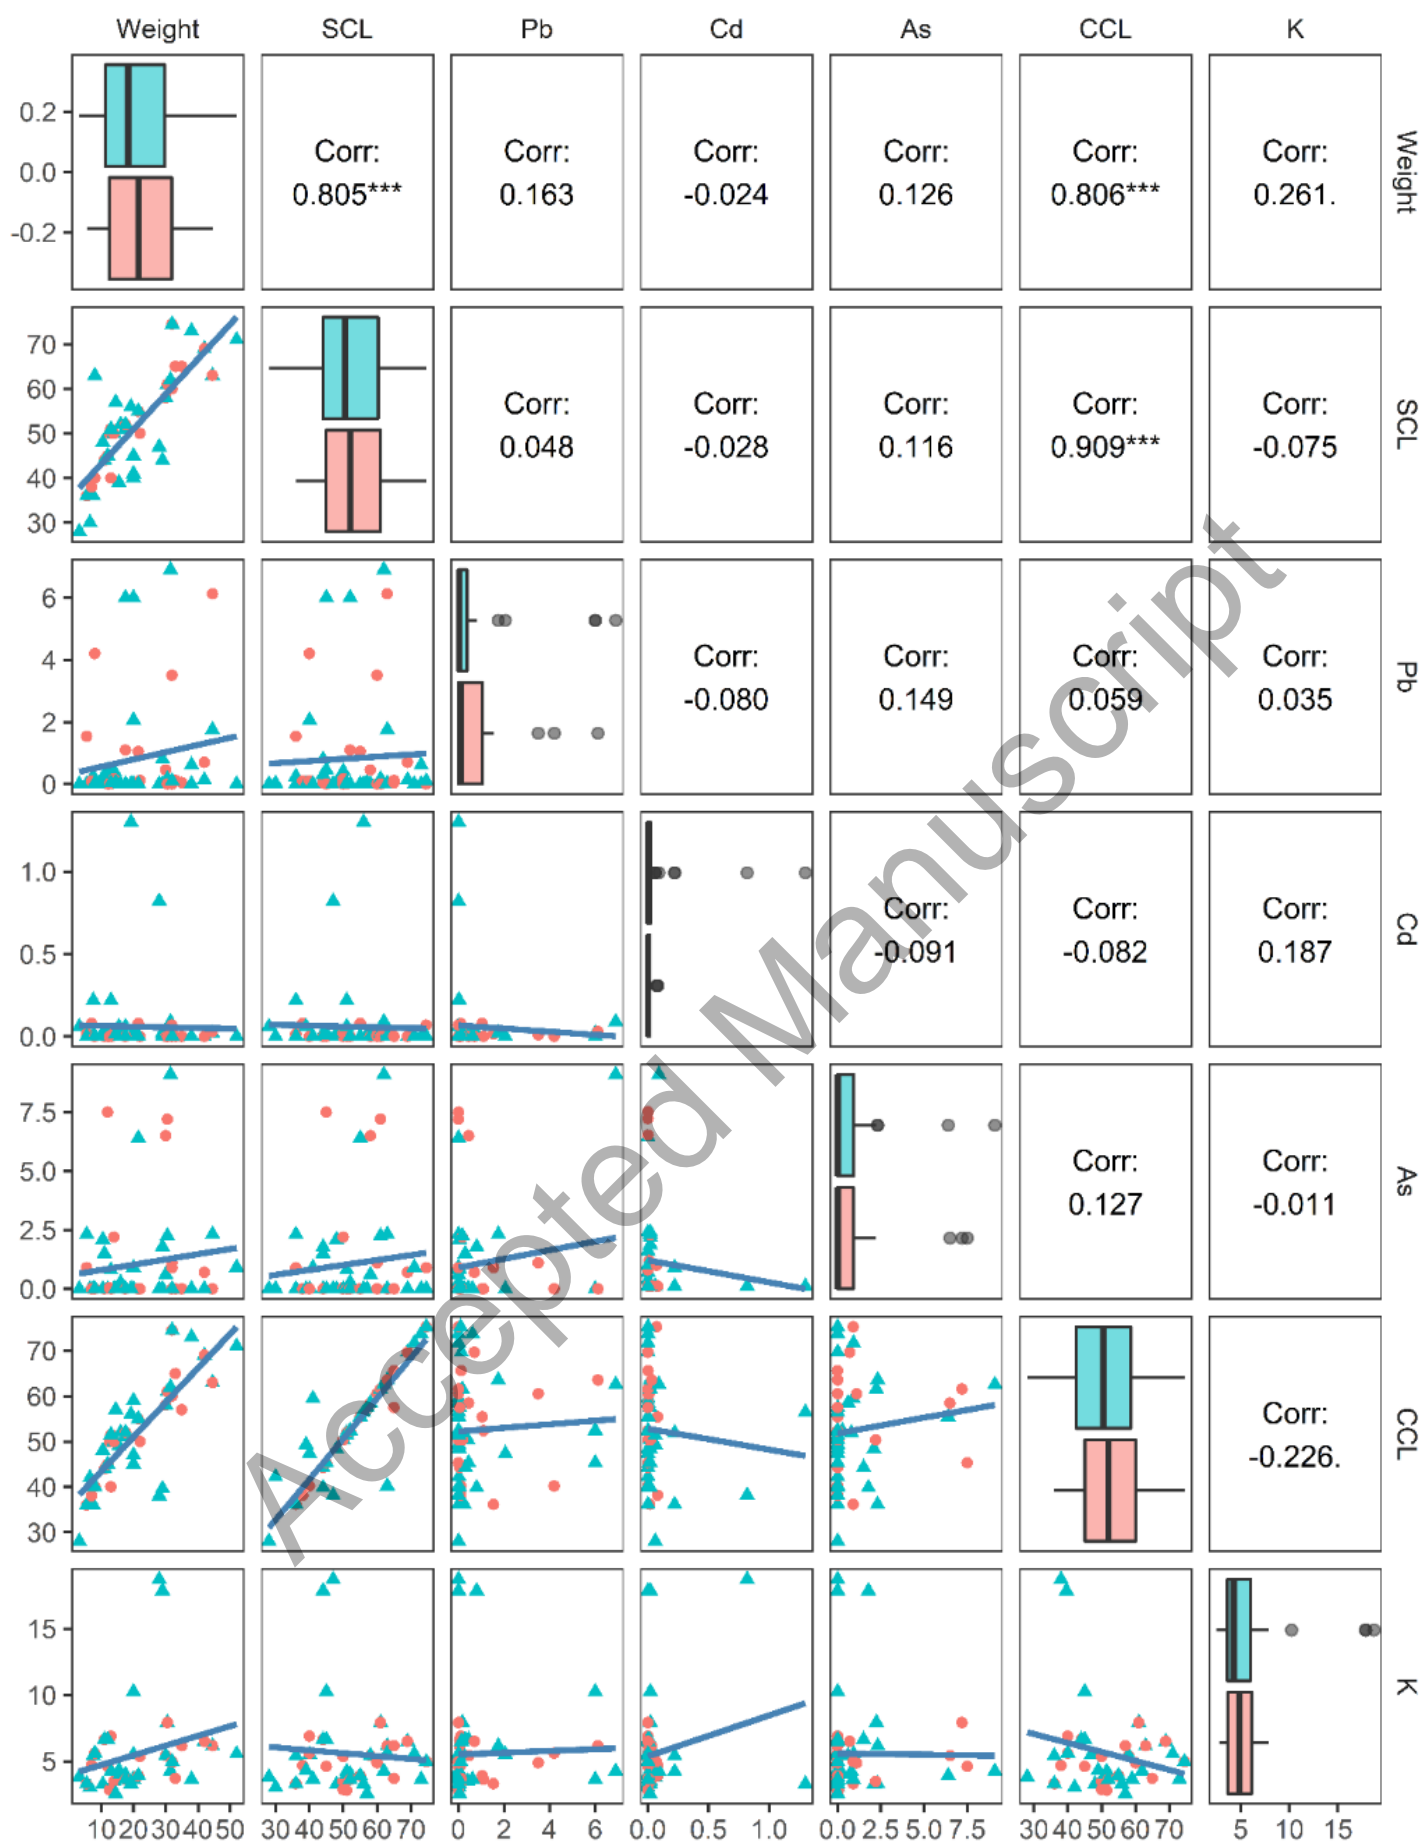 Weight SCL Pb Cd As CCL K
0.2
0.0
-0.2
Corr: Corr: Corr: Corr: Corr: Corr:
0.805*** 0.163 -0.024 0.126 0.806*** 0.261.
Weight
70
60
50
40
30
Corr: Corr: Corr: Corr: Corr:
0.048 -0.028 0.116 0.909*** -0.075
SCL
6
4
2
0
Corr: Corr: Corr: Corr:
-0.080 0.149 0.059 0.035
Pb
1.0
0.5
0.0
Corr: Corr: Corr:
-0.091 -0.082 0.187
Cd
7.5
5.0
2.5
0.0
Corr: Corr:
0.127 -0.011
As
70
60
50
40
30
Corr:
-0.226.
CCL
15
10
5
K
10 20 30 40 50 30 40 50 60 70 0 2 4 6 0.0 0.5 1.0 0.0 2.5 5.0 7.5 30 40 50 60 70 5 10 15
Accepted Manuscript